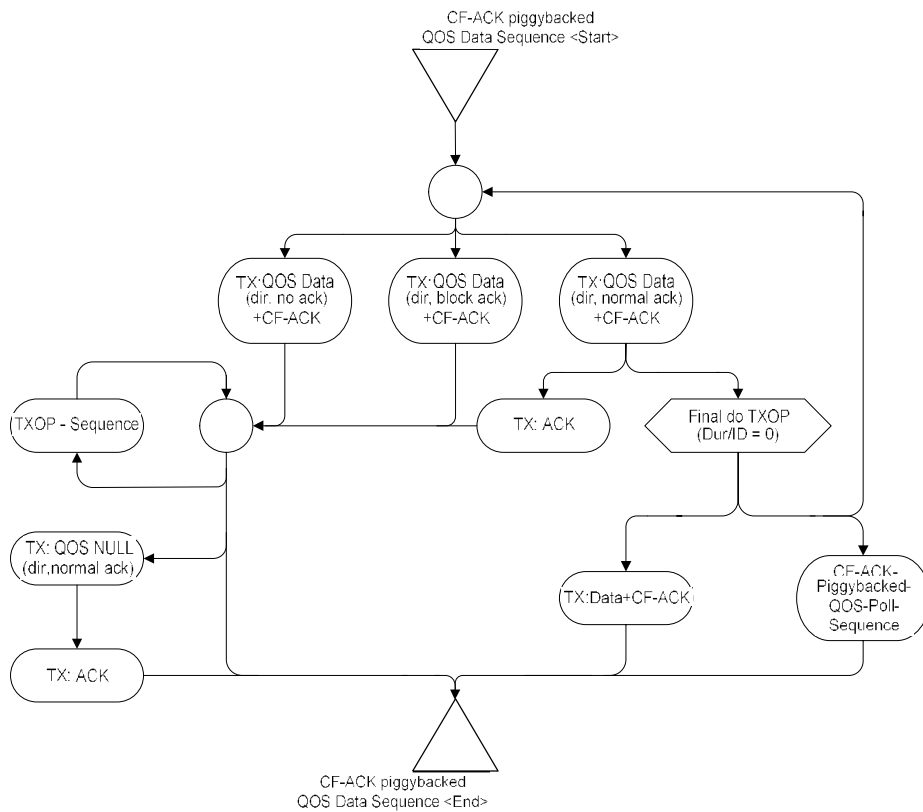 CF-ACK piggybacked
QOS Data Sequence <Start>
TX:QOS Data
(dir. no ack)
+CF-ACK
TX:QOS Data
(dir, block ack)
+CF-ACK
TX:QOS Data
(dir, normal ack)
+CF-ACK
TXOP - Sequence
TX: ACK
Final do TXOP
(Dur/ID = 0)
TX: QOS NULL
(dir,normal ack)
TX:Data+CF-ACK
CF-ACK-
Piggybacked-
QOS-Poll-
Sequence
TX: ACK
CF-ACK piggybacked
QOS Data Sequence <End>